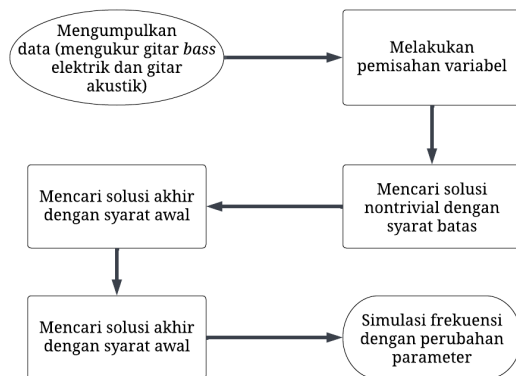 Mengumpulkan
data (mengukur gitar bass
elektrik dan gitar
akustik)
Melakukan
pemisahan variabel
Mencari solusi
nontrivial dengan
syarat batas
Mencari solusi akhir
dengan syarat awal
Mencari solusi akhir
dengan syarat awal
Simulasi frekuensi
dengan perubahan
parameter